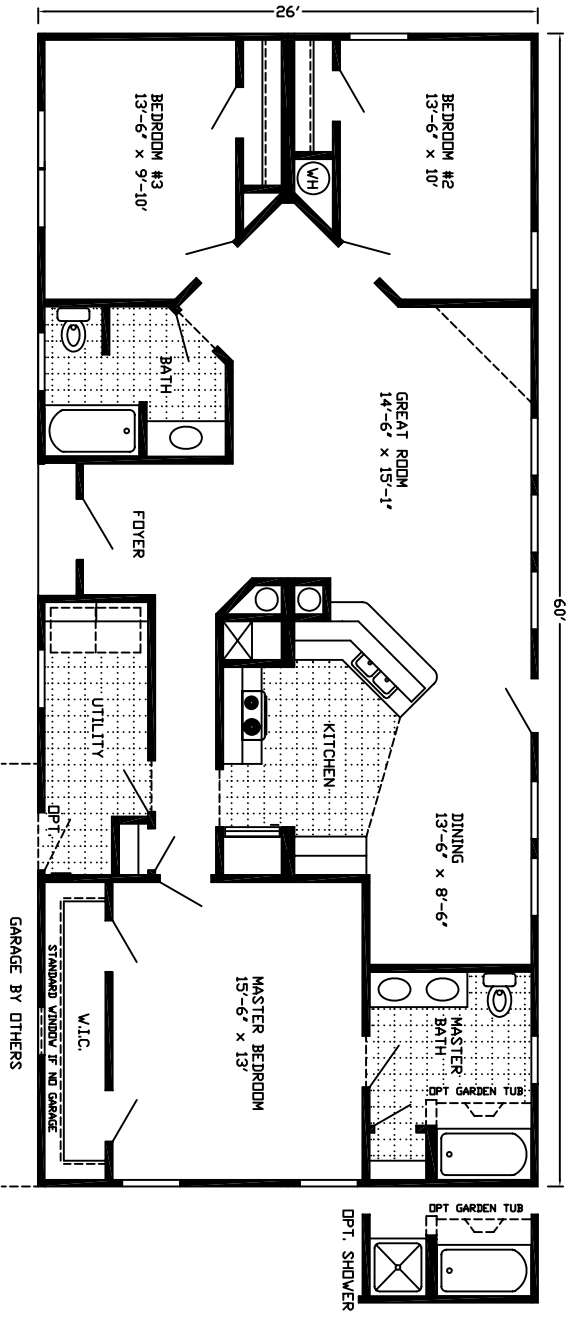 26'
BEDROOM #3
13'-6" x 9'-10'
BEDROOM #2
13'-6" x 10'
WH
BATH
GREAT ROOM
14'-6" x 15'-1"
FOYER
60'
UTILITY
KITCHEN
OPT.
DINING
13'-6" x 8'-6"
GARAGE BY OTHERS
STANDARD WINDOW IF NO GARAGE
W.I.C.
MASTER BEDROOM
15'-6" x 13'
MASTER
BATH
OPT GARDEN TUB
OPT GARDEN TUB
OPT. SHOWER